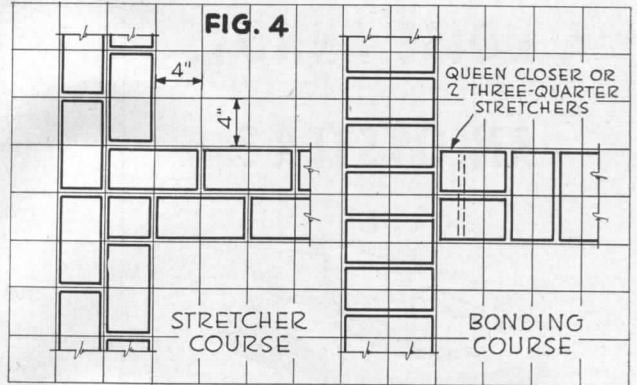 FIG. 4
4"
4"
QUEEN CLOSER OR
2 THREE-QUARTER
STRETCHERS
STRETCHER
COURSE
BONDING
COURSE